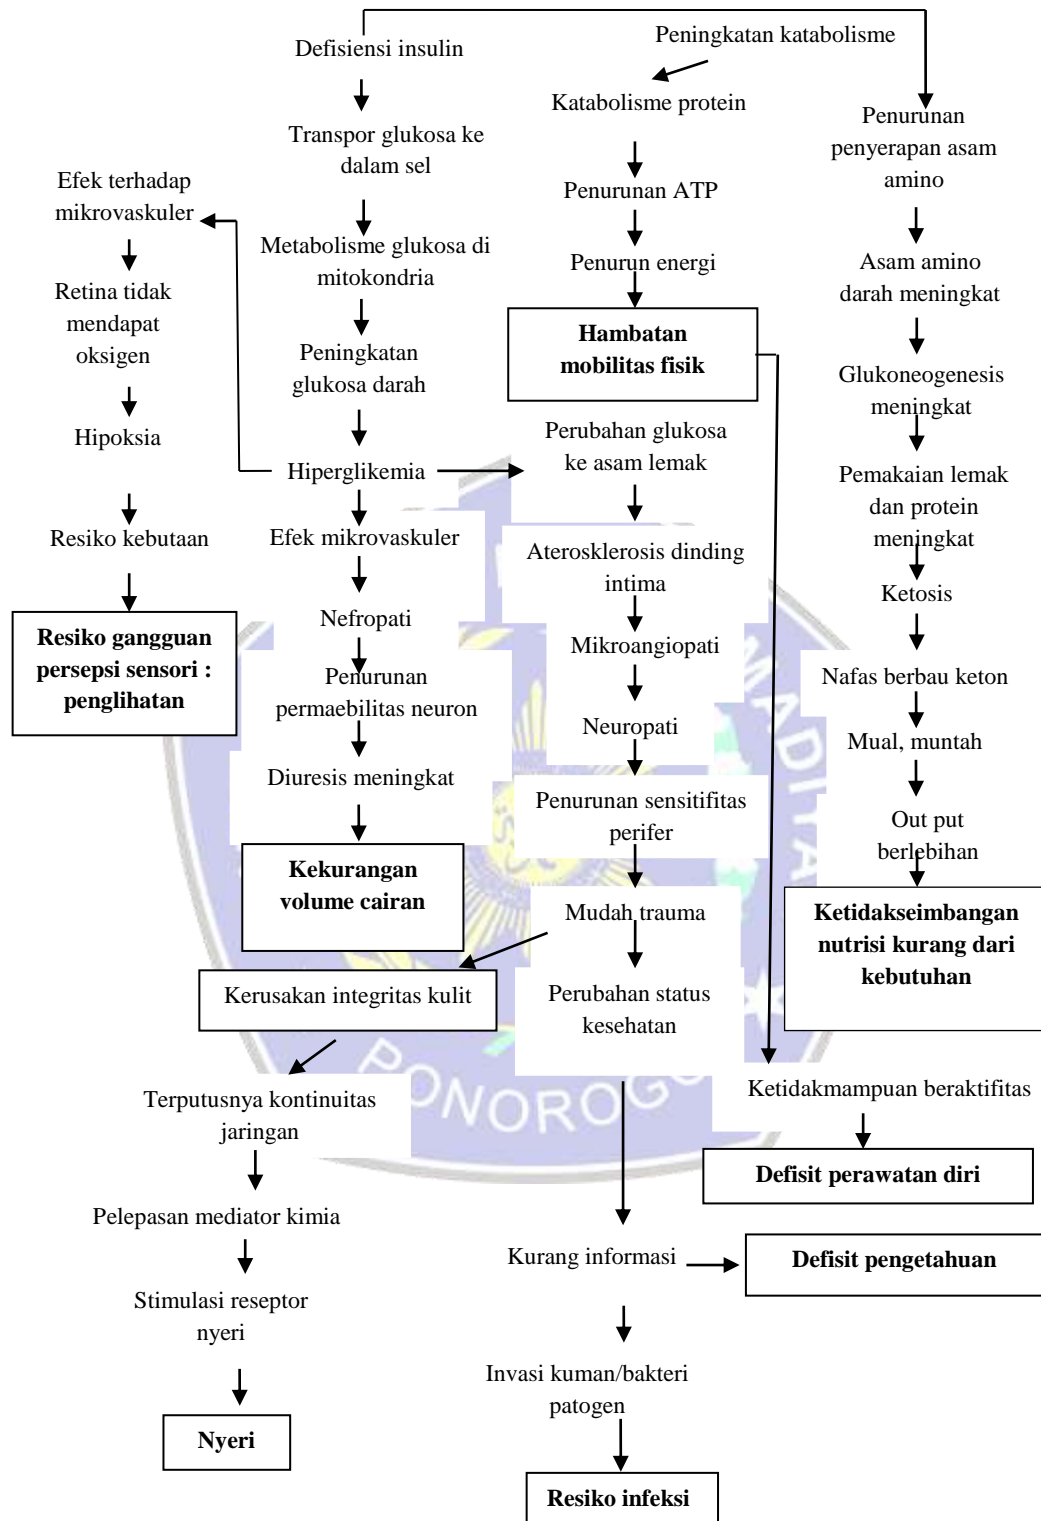 Defisiensi insulin
Peningkatan katabolisme
Katabolisme protein
Penurunan
penyerapan asam
amino
Transpor glukosa ke
dalam sel
Efek terhadap
mikrovaskuler
Penurunan ATP
Metabolisme glukosa di
mitokondria
Penurun energi
Asam amino
darah meningkat
Retina tidak
mendapat
oksigen
Peningkatan
glukosa darah
Hambatan
mobilitas fisik
Glukoneogenesis
meningkat
Hipoksia
Hiperglikemia
Perubahan glukosa
ke asam lemak
Pemakaian lemak
dan protein
meningkat
Resiko kebutaan
Efek mikrovaskuler
Aterosklerosis dinding
intima
Ketosis
Resiko gangguan
persepsi sensori :
penglihatan
Nefropati
Mikroangiopati
Nafas berbau keton
Penurunan
permaebilitas neuron
Neuropati
Mual, muntah
Diuresis meningkat
Penurunan sensitifitas
perifer
Out put
berlebihan
Kekurangan
volume cairan
Mudah trauma
Ketidakseimbangan
nutrisi kurang dari
kebutuhan
Kerusakan integritas kulit
Perubahan status
kesehatan
Terputusnya kontinuitas
jaringan
Ketidakmampuan beraktifitas
Defisit perawatan diri
Pelepasan mediator kimia
Kurang informasi
Defisit pengetahuan
Stimulasi reseptor
nyeri
Invasi kuman/bakteri
patogen
Nyeri
Resiko infeksi
MADIYA
PONOROGO